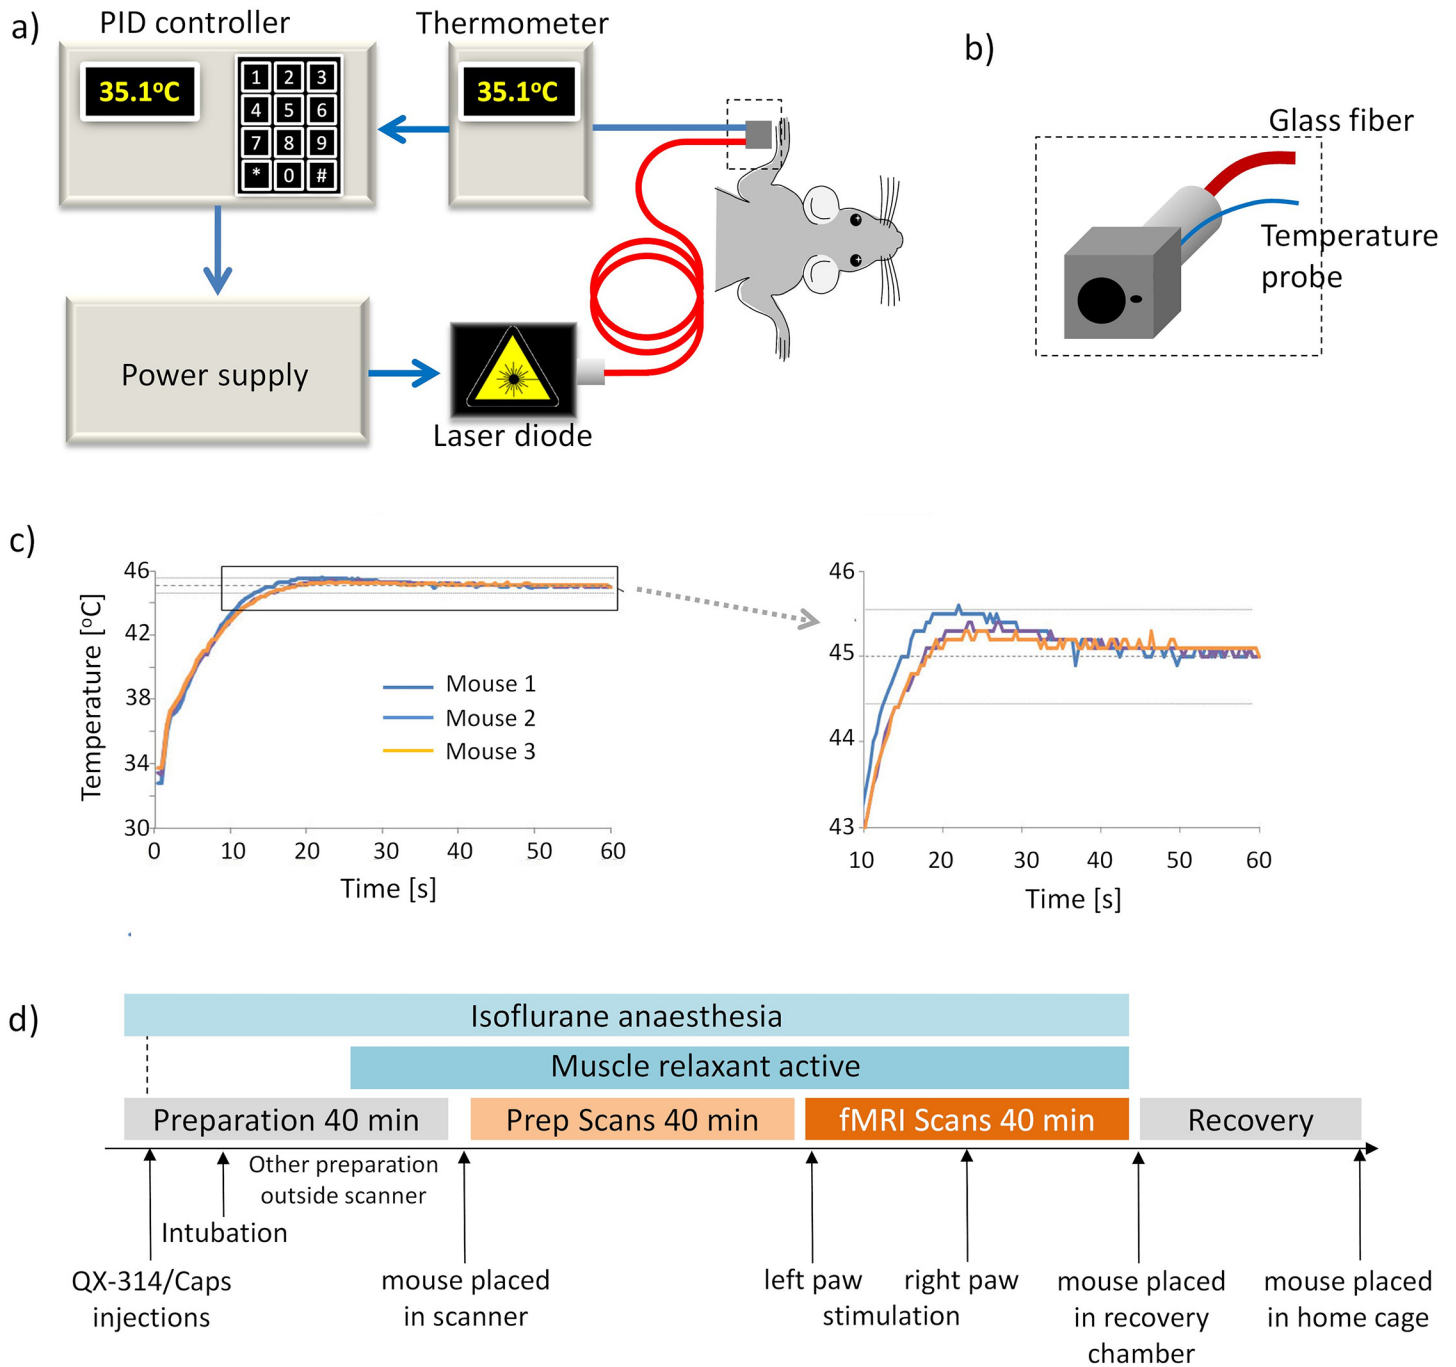 a)
PID controller
Thermometer
35.1ºC
1 2 3
4 5 6
7 8 9
* 0 #
35.1ºC
Power supply
Laser diode
b)
Glass fiber
Temperature
probe
c)
Temperature [ºC]
46
42
38
34
30
0 10 20 30 40 50 60
Time [s]
Mouse 1
Mouse 2
Mouse 3
46
45
44
43
10 20 30 40 50 60
Time [s]
d)
Isoflurane anaesthesia
Muscle relaxant active
Preparation 40 min
Prep Scans 40 min
fMRI Scans 40 min
Recovery
Other preparation
outside scanner
Intubation
QX-314/Caps
injections
mouse placed
in scanner
left paw right paw
stimulation
mouse placed
in recovery
chamber
mouse placed
in home cage